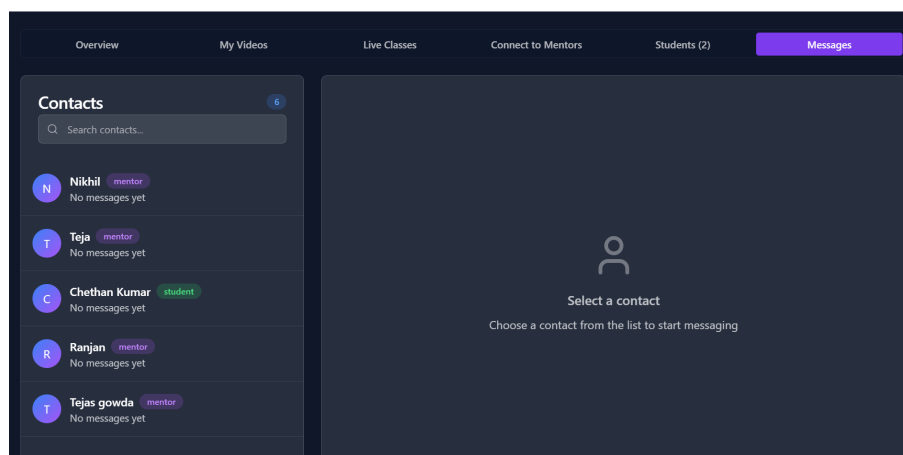 Overview My Videos Live Classes Connect to Mentors Students (2) Messages
Contacts 6
Search contacts...
N Nikhil mentor
No messages yet
T Teja mentor
No messages yet
C Chethan Kumar student
No messages yet
R Ranjan mentor
No messages yet
T Tejas gowda mentor
No messages yet
Select a contact
Choose a contact from the list to start messaging